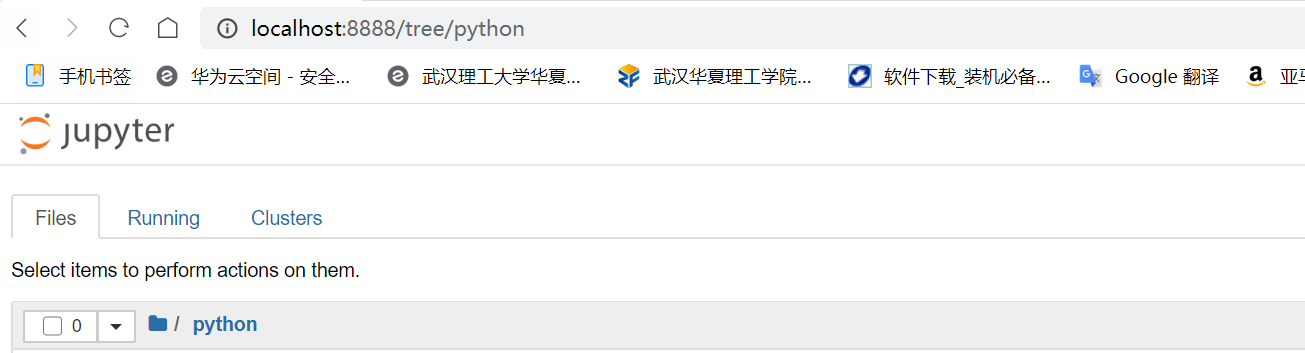 localhost:8888/tree/python
手机书签 华为云空间 - 安全... 武汉理工大学华夏... 武汉华夏理工学院... 软件下载_装机必备... Google 翻译 亚马
jupyter
Files Running Clusters
Select items to perform actions on them.
0 / python